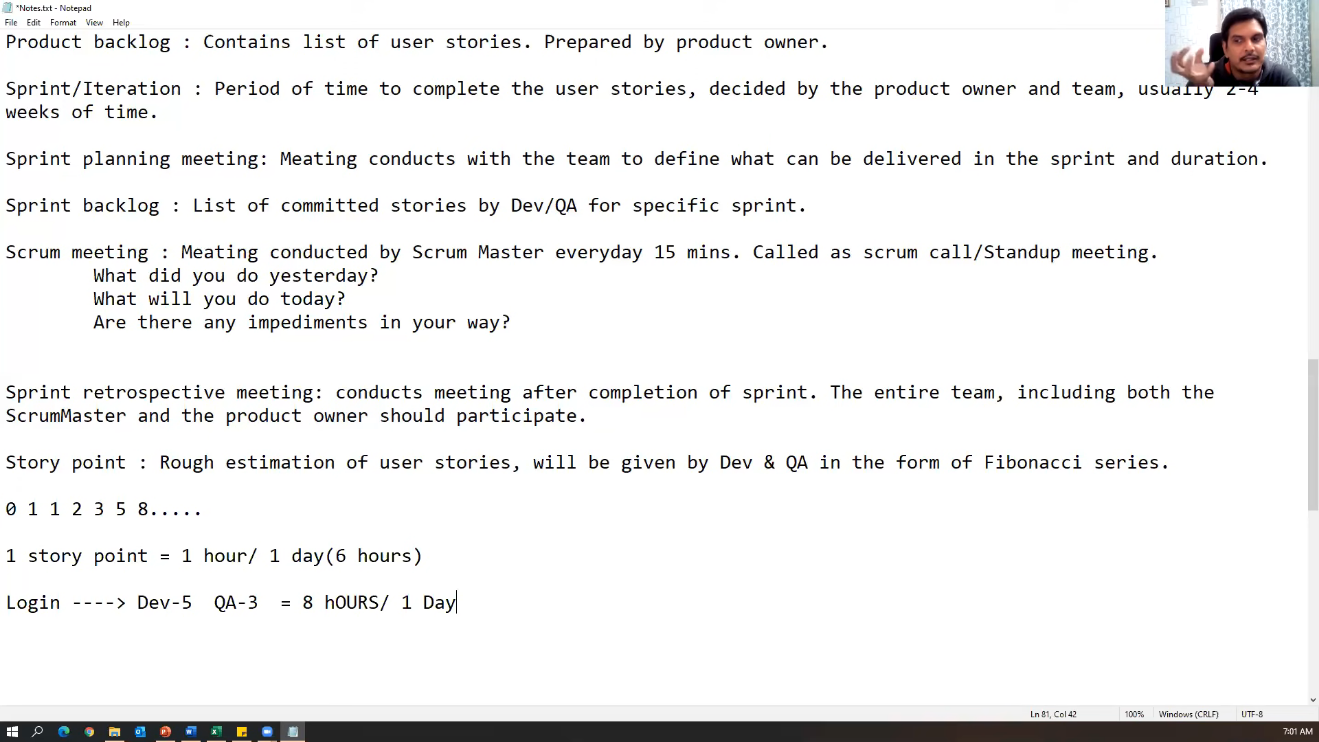 *Notes.txt - Notepad
File Edit Format View Help
Product backlog : Contains list of user stories. Prepared by product owner.
Sprint/Iteration : Period of time to complete the user stories, decided by the product owner and team, usually 2-4
weeks of time.
Sprint planning meeting: Meating conducts with the team to define what can be delivered in the sprint and duration.
Sprint backlog : List of committed stories by Dev/QA for specific sprint.
Scrum meeting : Meating conducted by Scrum Master everyday 15 mins. Called as scrum call/Standup meeting.
What did you do yesterday?
What will you do today?
Are there any impediments in your way?
Sprint retrospective meeting: conducts meeting after completion of sprint. The entire team, including both the
ScrumMaster and the product owner should participate.
Story point : Rough estimation of user stories, will be given by Dev & QA in the form of Fibonacci series.
0 1 1 2 3 5 8.....
1 story point = 1 hour/ 1 day(6 hours)
Login ----> Dev-5 QA-3 = 8 hOURS/ 1 Day
Ln 81, Col 42 100% Windows (CRLF) UTF-8
7:01 AM